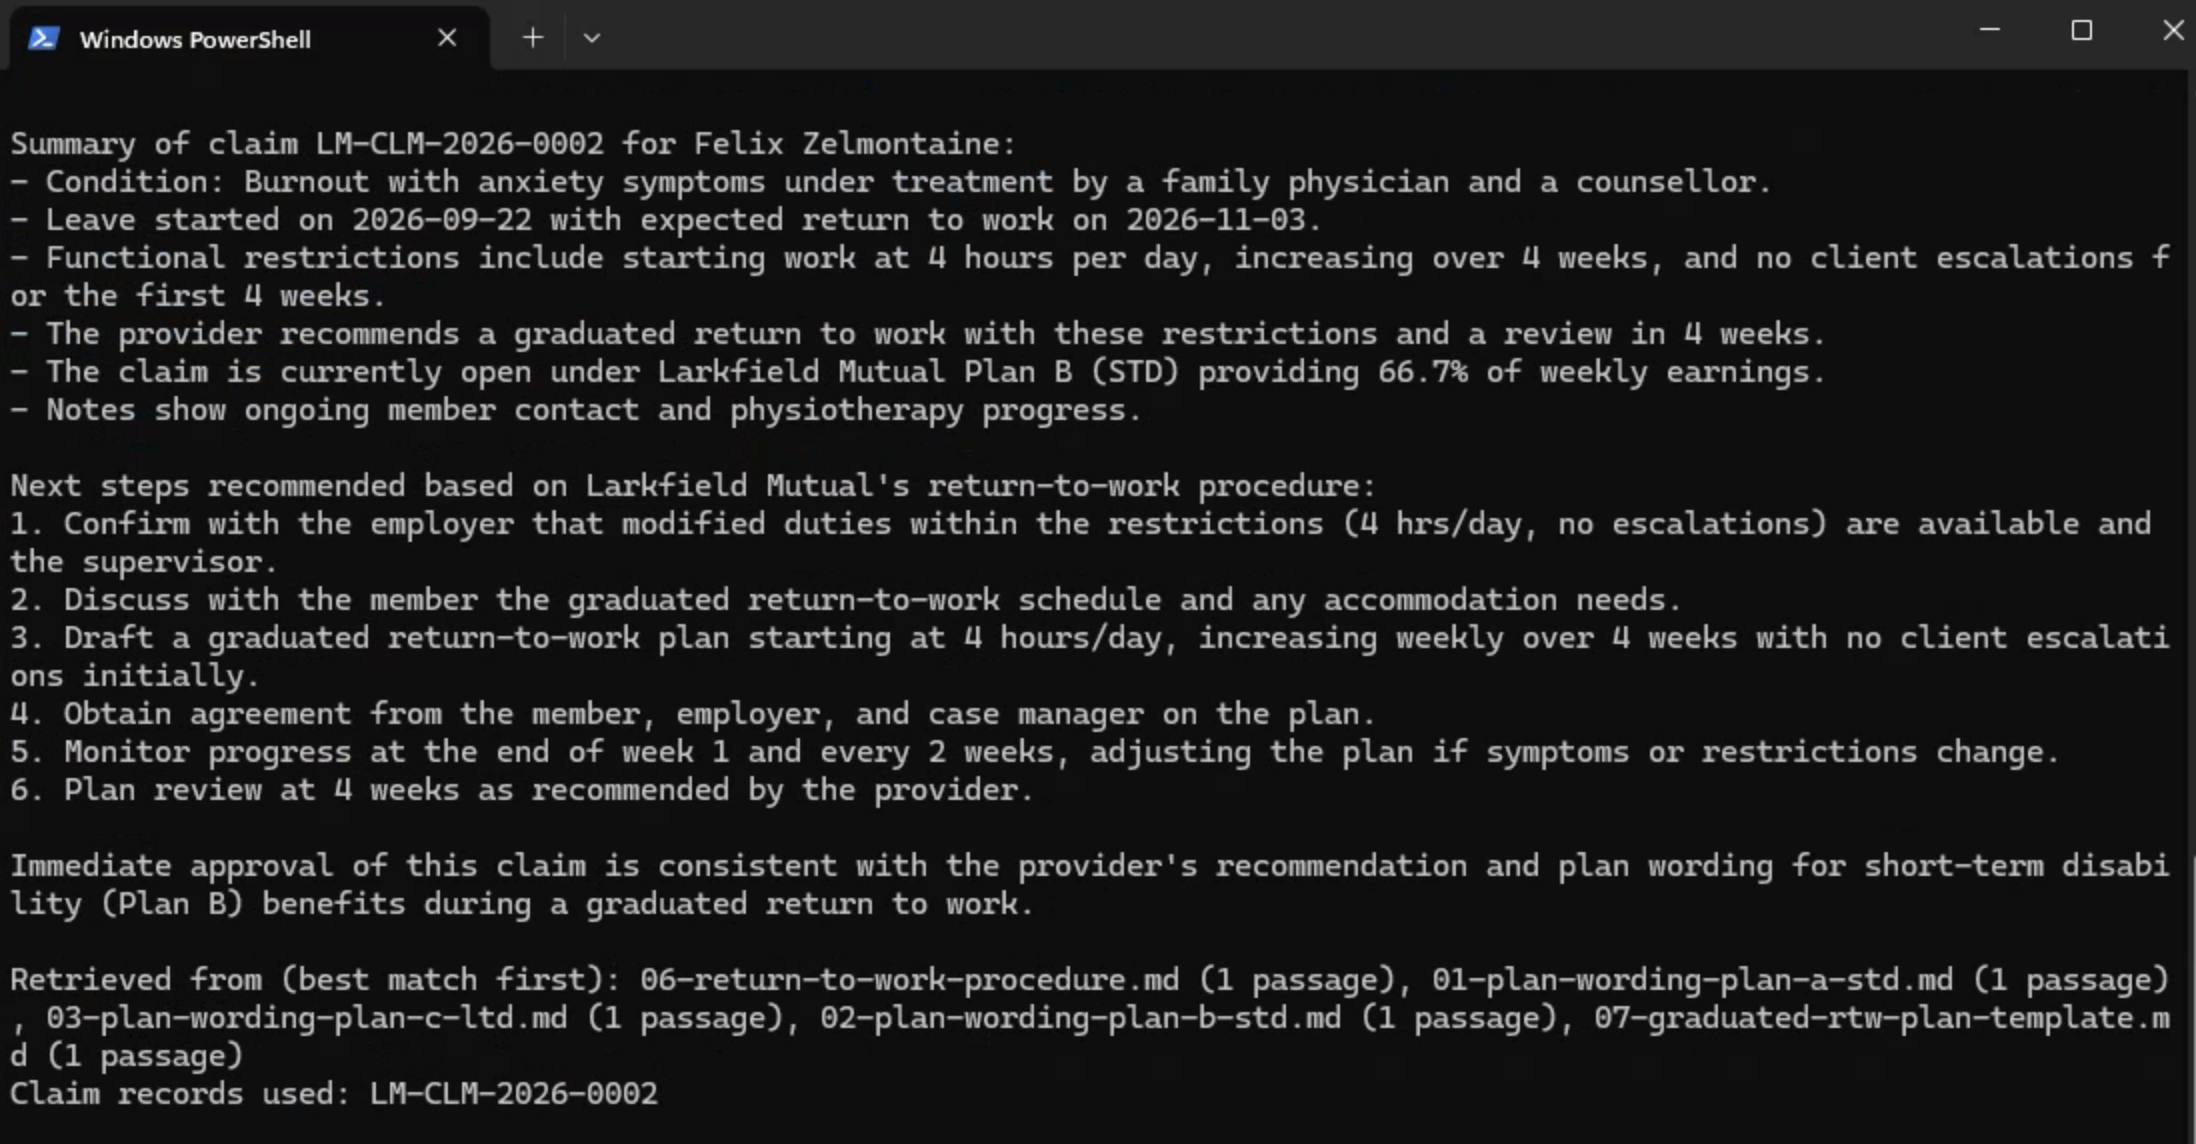 Windows PowerShell
Summary of claim LM-CLM-2026-0002 for Felix Zelmontaine:
- Condition: Burnout with anxiety symptoms under treatment by a family physician and a counsellor.
- Leave started on 2026-09-22 with expected return to work on 2026-11-03.
- Functional restrictions include starting work at 4 hours per day, increasing over 4 weeks, and no client escalations f
or the first 4 weeks.
- The provider recommends a graduated return to work with these restrictions and a review in 4 weeks.
- The claim is currently open under Larkfield Mutual Plan B (STD) providing 66.7% of weekly earnings.
- Notes show ongoing member contact and physiotherapy progress.
Next steps recommended based on Larkfield Mutual's return-to-work procedure:
1. Confirm with the employer that modified duties within the restrictions (4 hrs/day, no escalations) are available and
the supervisor.
2. Discuss with the member the graduated return-to-work schedule and any accommodation needs.
3. Draft a graduated return-to-work plan starting at 4 hours/day, increasing weekly over 4 weeks with no client escalati
ons initially.
4. Obtain agreement from the member, employer, and case manager on the plan.
5. Monitor progress at the end of week 1 and every 2 weeks, adjusting the plan if symptoms or restrictions change.
6. Plan review at 4 weeks as recommended by the provider.
Immediate approval of this claim is consistent with the provider's recommendation and plan wording for short-term disabi
lity (Plan B) benefits during a graduated return to work.
Retrieved from (best match first): 06-return-to-work-procedure.md (1 passage), 01-plan-wording-plan-a-std.md (1 passage)
, 03-plan-wording-plan-c-ltd.md (1 passage), 02-plan-wording-plan-b-std.md (1 passage), 07-graduated-rtw-plan-template.m
d (1 passage)
Claim records used: LM-CLM-2026-0002